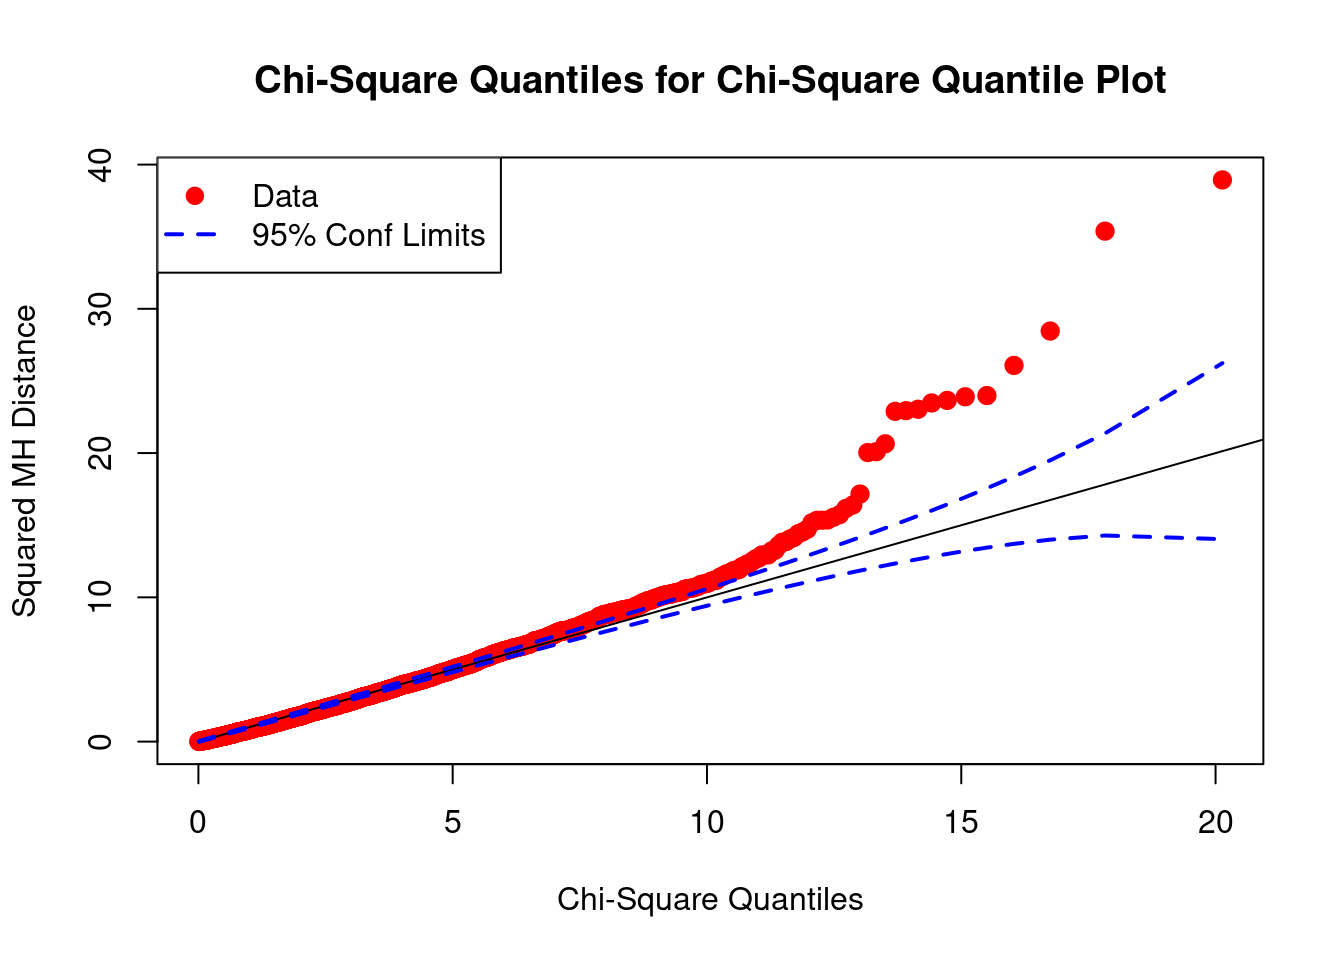 Chi-Square Quantiles for Chi-Square Quantile Plot
Data
95% Conf Limits
Squared MH Distance
40
30
20
10
0
0 5 10 15 20
Chi-Square Quantiles